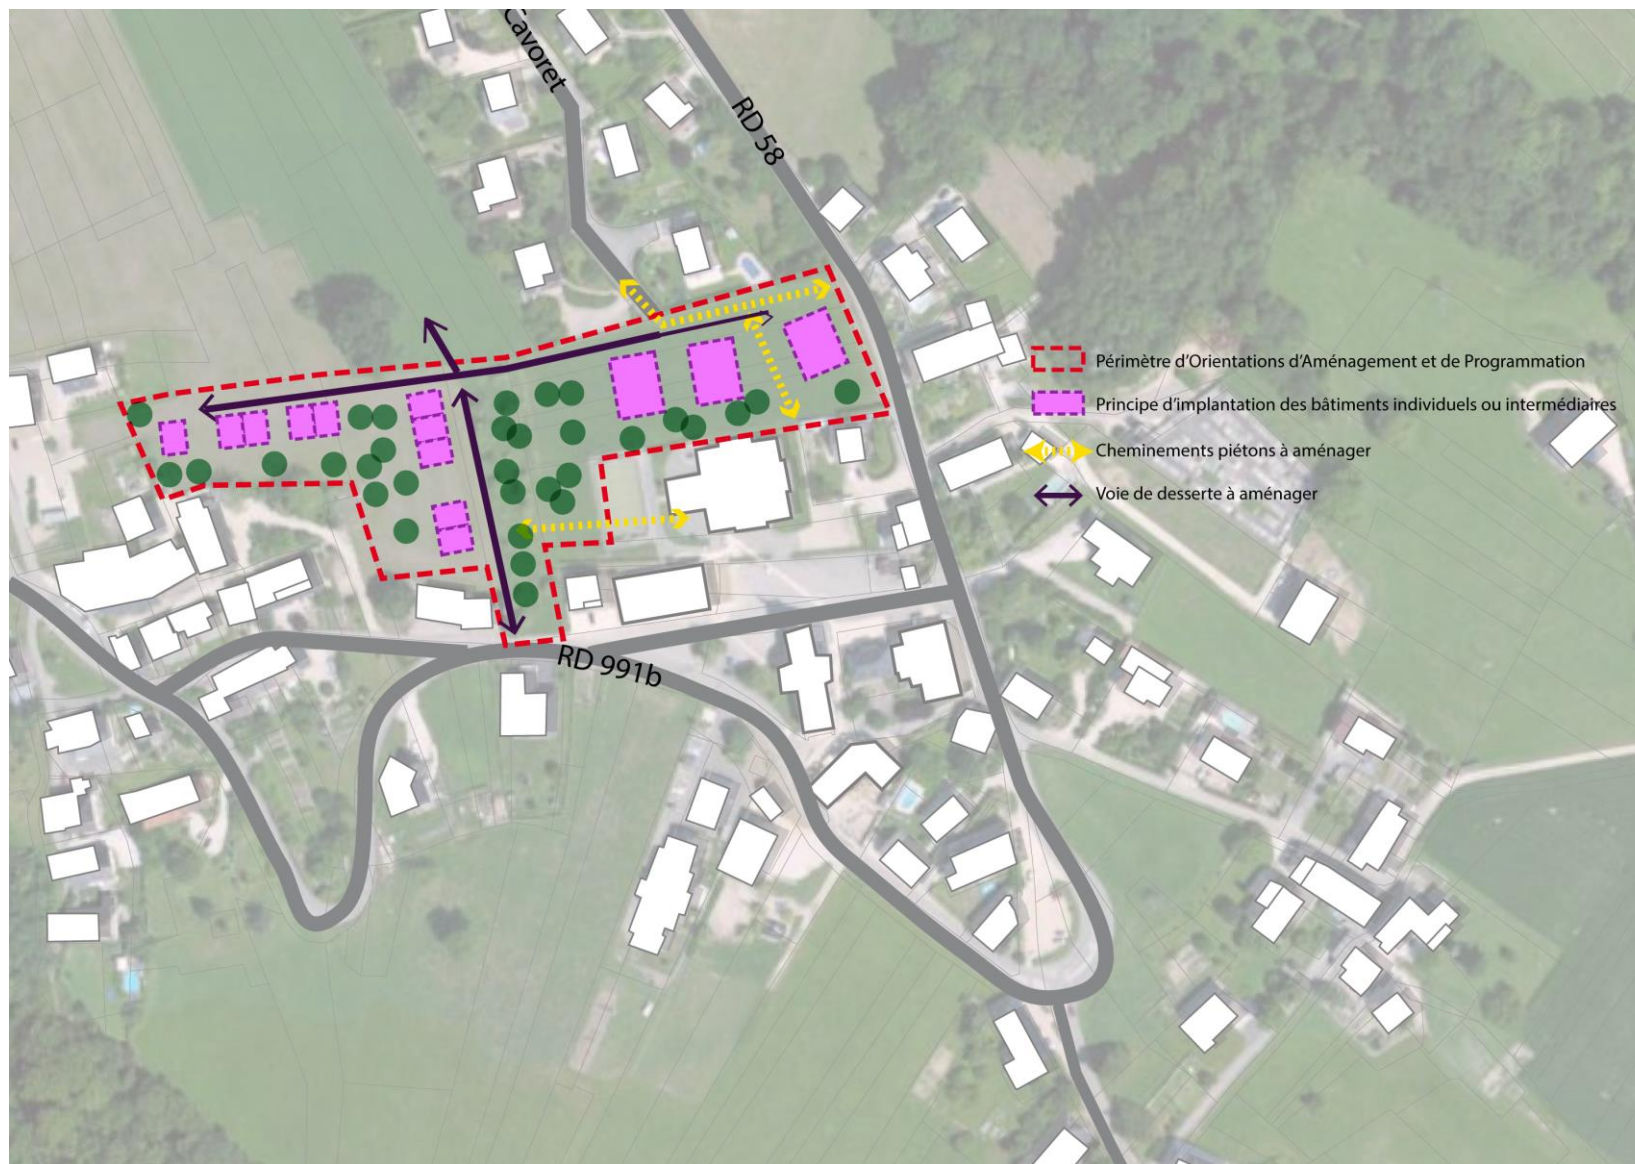 Cavoret
RD 58
Périmètre d'Orientations d'Aménagement et de Programmation
Principe d'implantation des bâtiments individuels ou intermédiaires
Cheminements piétons à aménager
Voie de desserte à aménager
RD 991b